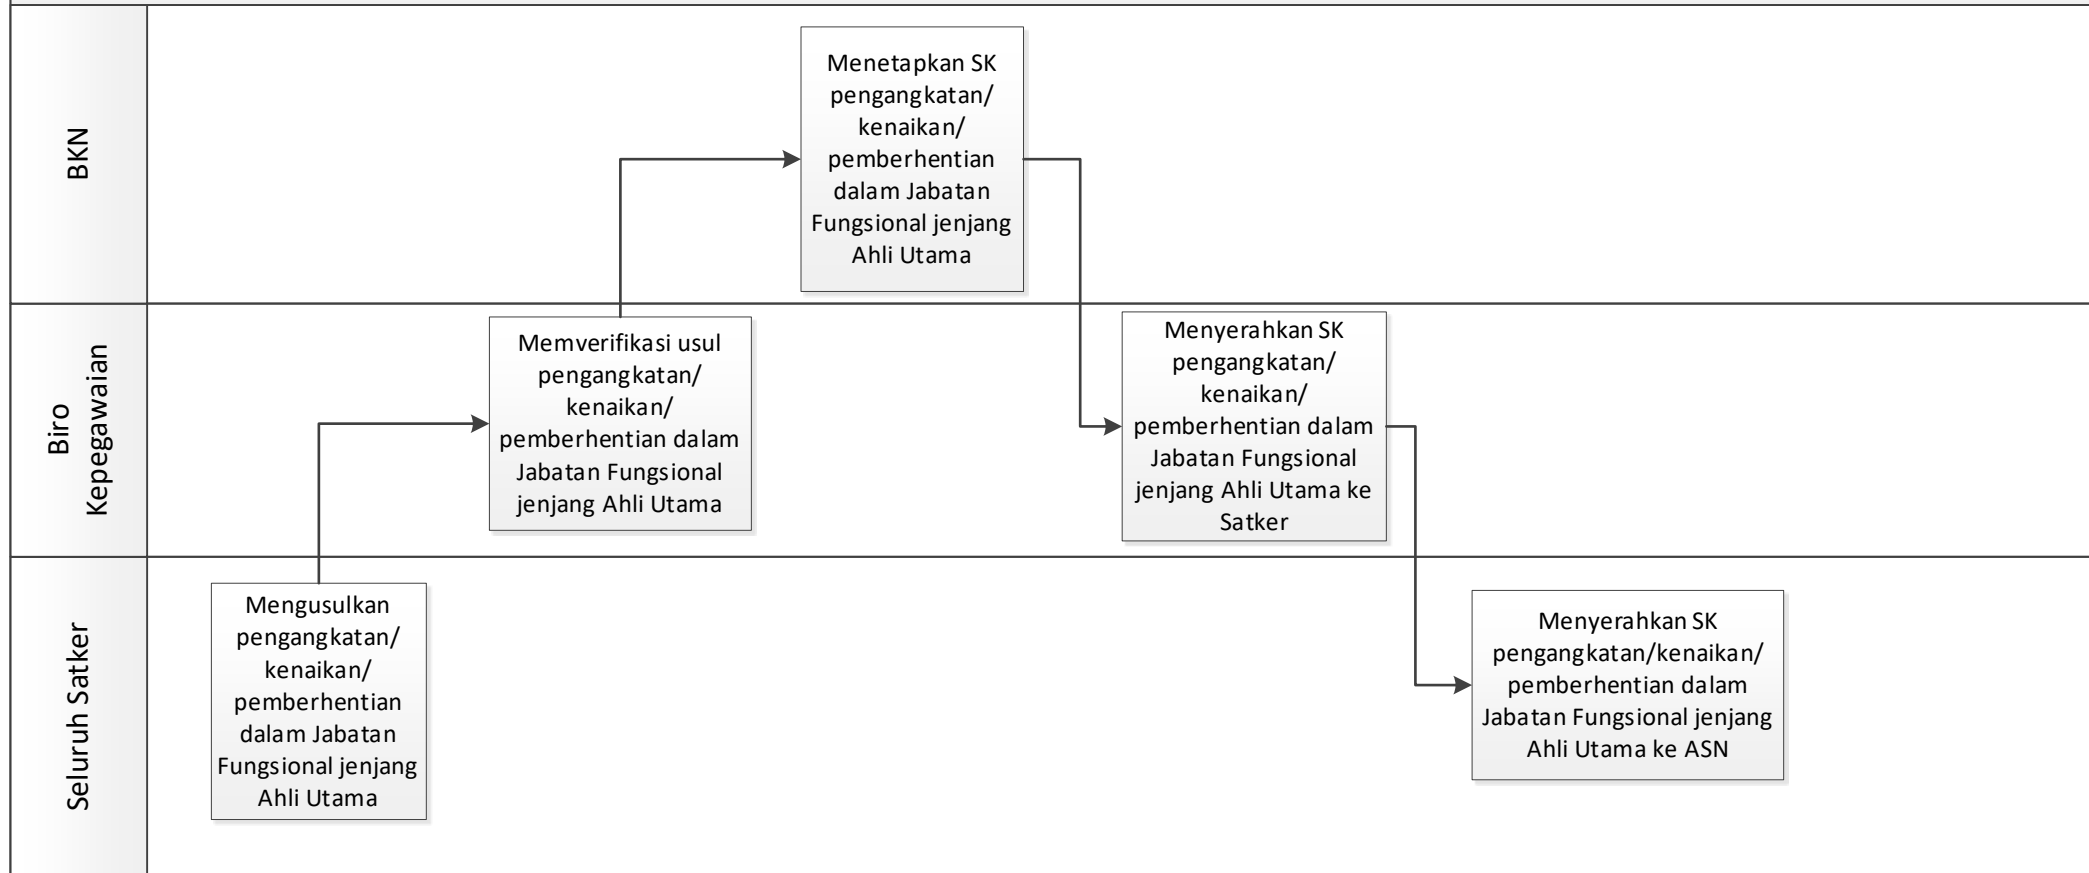 BKN
Menetapkan SK
pengangkatan/
kenaikan/
pemberhentian
dalam Jabatan
Fungsional jenjang
Ahli Utama
Biro
Kepegawaian
Memverifikasi usul
pengangkatan/
kenaikan/
pemberhentian dalam
Jabatan Fungsional
jenjang Ahli Utama
Menyerahkan SK
pengangkatan/
kenaikan/
pemberhentian dalam
Jabatan Fungsional
jenjang Ahli Utama ke
Satker
Seluruh Satker
Mengusulkan
pengangkatan/
kenaikan/
pemberhentian
dalam Jabatan
Fungsional jenjang
Ahli Utama
Menyerahkan SK
pengangkatan/kenaikan/
pemberhentian dalam
Jabatan Fungsional jenjang
Ahli Utama ke ASN